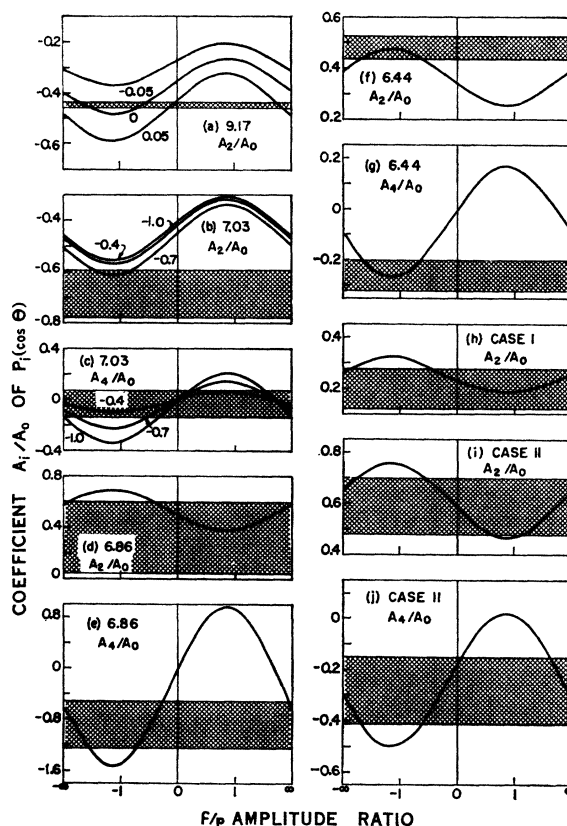 COEFFICIENT Ai/A0 OF Pi(cos θ)
-0.2
-0.4
-0.6
-0.05
0
0.05
(a) 9.17
A2/A0
-0.4
-0.6
-0.8
-0.4
-1.0
-0.7
(b) 7.03
A2/A0
0.4
0
-0.4
(c) 7.03
A4/A0
-0.4
-1.0
-0.7
0.8
0.4
0
(d) 6.86
A2/A0
0.8
0
-0.8
-1.6
(e) 6.86
A4/A0
-∞
-1
0
1
∞
0.6
0.4
0.2
(f) 6.44
A2/A0
0.2
0
-0.2
(g) 6.44
A4/A0
0.4
0.2
(h) CASE I
A2/A0
0.8
0.6
0.4
(i) CASE II
A2/A0
0
-0.2
-0.4
-0.6
(j) CASE II
A4/A0
-∞
-1
0
1
∞
F/p AMPLITUDE RATIO